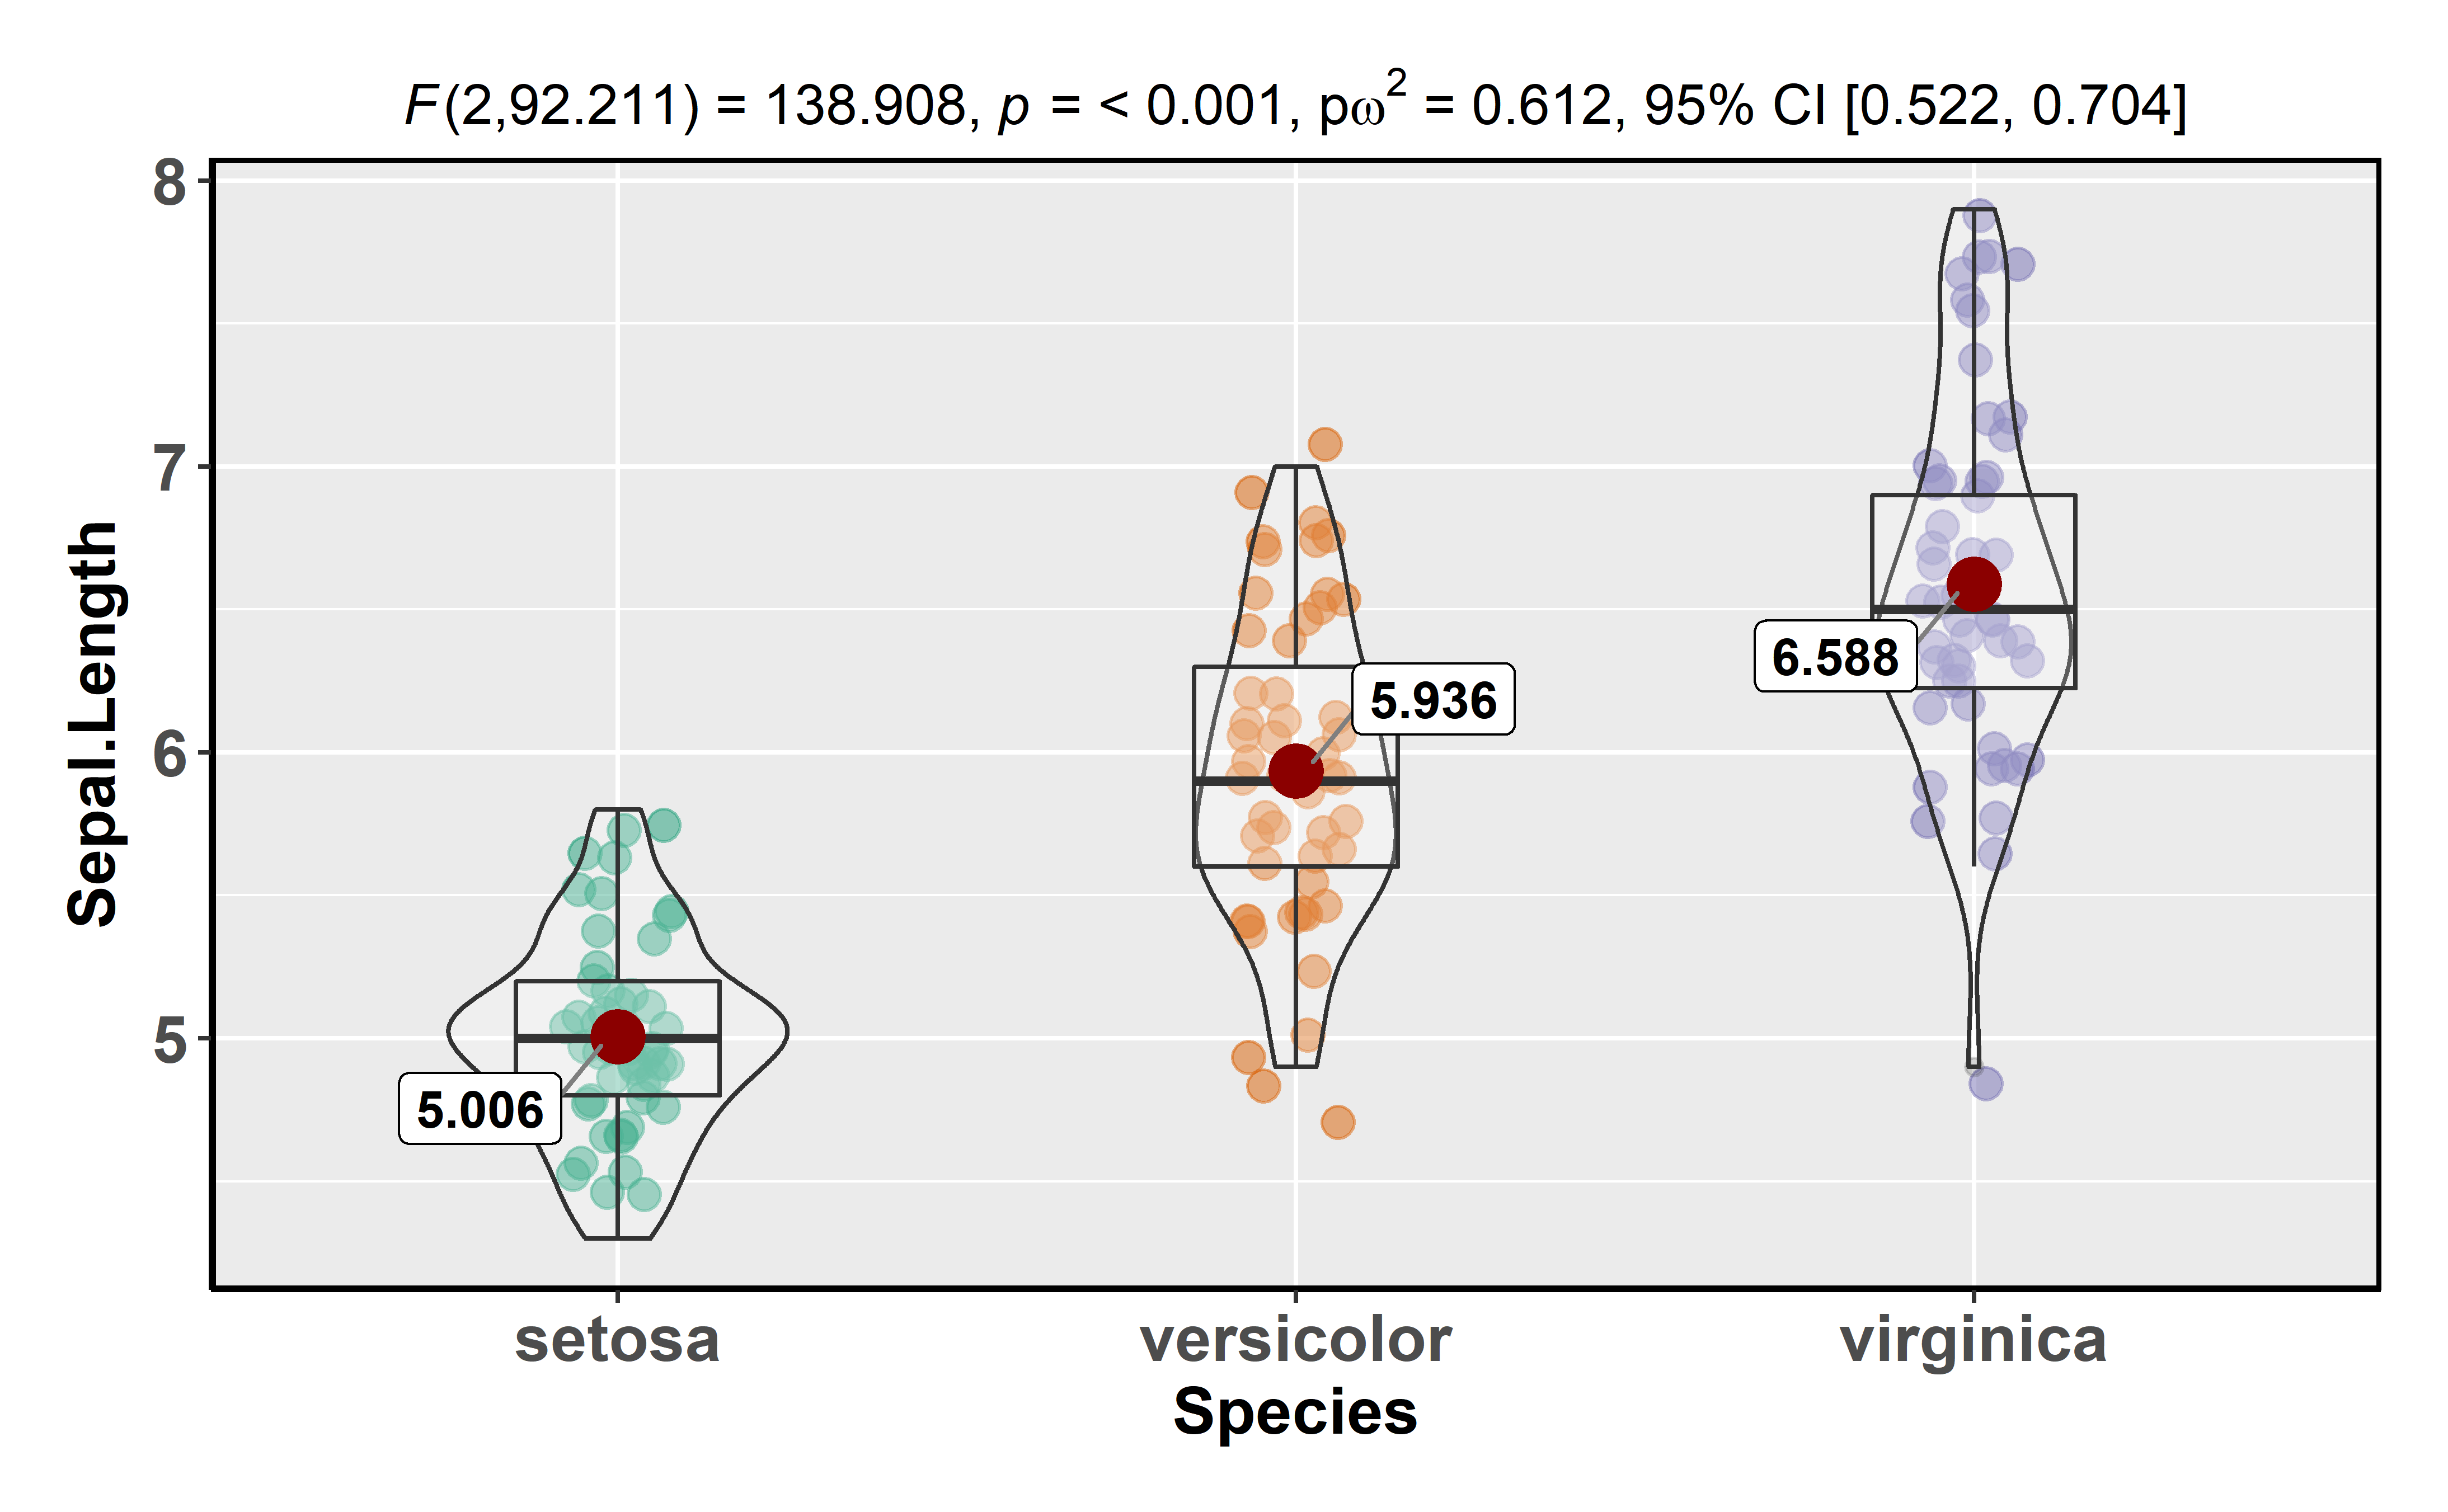 F(2,92.211) = 138.908, p = < 0.001, pω² = 0.612, 95% CI [0.522, 0.704]
8
7
6
5
Sepal.Length
6.588
5.936
5.006
setosa versicolor virginica
Species